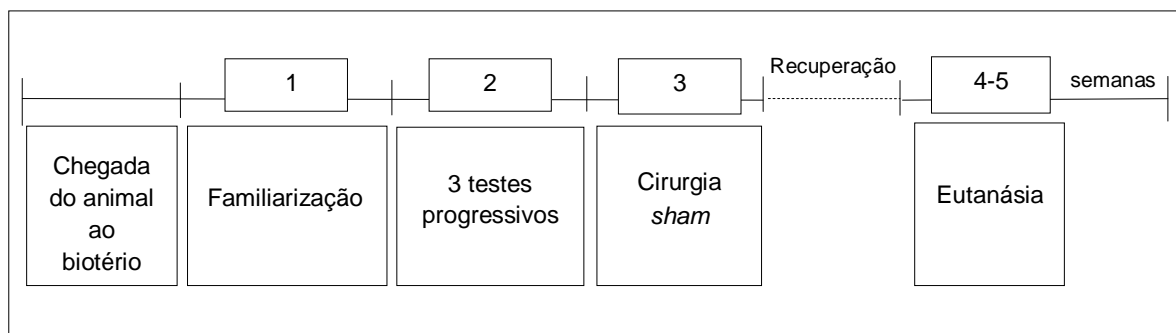 1
2
3
Recuperação
4-5
semanas
Chegada
do animal
ao
biotério
Familiarização
3 testes
progressivos
Cirurgia
sham
Eutanásia